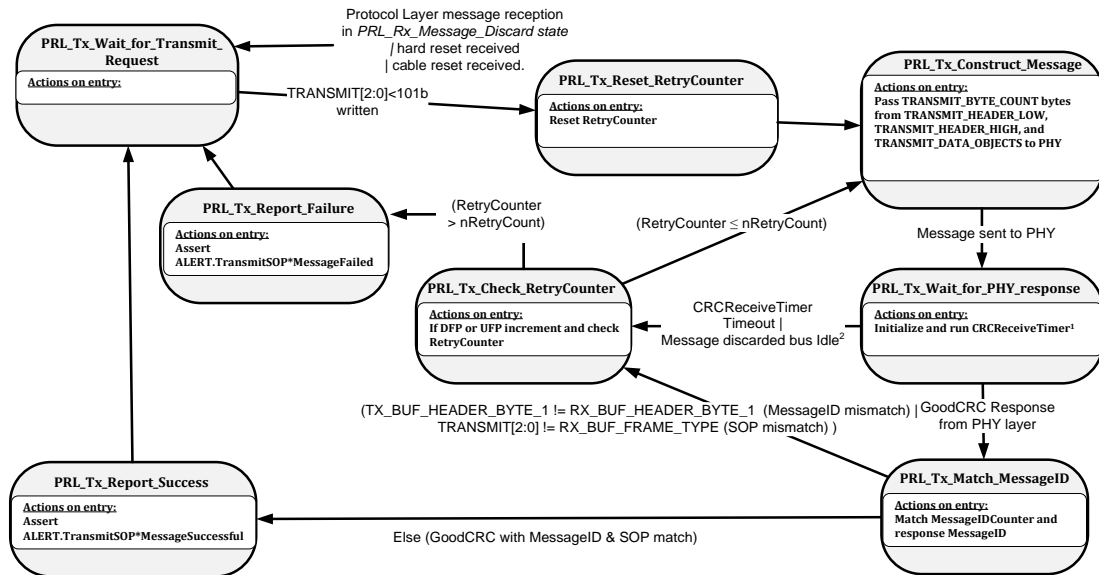 Protocol Layer message reception
in PRL_Rx_Message_Discard state
| hard reset received
| cable reset received.
PRL_Tx_Wait_for_Transmit_
Request
Actions on entry:
TRANSMIT[2:0]<101b
written
PRL_Tx_Reset_RetryCounter
Actions on entry:
Reset RetryCounter
PRL_Tx_Construct_Message
Actions on entry:
Pass TRANSMIT_BYTE_COUNT bytes
from TRANSMIT_HEADER_LOW,
TRANSMIT_HEADER_HIGH, and
TRANSMIT_DATA_OBJECTS to PHY
PRL_Tx_Report_Failure
Actions on entry:
Assert
ALERT.TransmitSOP*MessageFailed
(RetryCounter
> nRetryCount)
(RetryCounter ≤ nRetryCount)
Message sent to PHY
PRL_Tx_Check_RetryCounter
Actions on entry:
If DFP or UFP increment and check
RetryCounter
CRCReceiveTimer
Timeout |
Message discarded bus Idle²
PRL_Tx_Wait_for_PHY_response
Actions on entry:
Initialize and run CRCReceiveTimer¹
(TX_BUF_HEADER_BYTE_1 != RX_BUF_HEADER_BYTE_1 (MessageID mismatch) |
TRANSMIT[2:0] != RX_BUF_FRAME_TYPE (SOP mismatch) )
GoodCRC Response
from PHY layer
PRL_Tx_Report_Success
Actions on entry:
Assert
ALERT.TransmitSOP*MessageSuccessful
Else (GoodCRC with MessageID & SOP match)
PRL_Tx_Match_MessageID
Actions on entry:
Match MessageIDCounter and
response MessageID